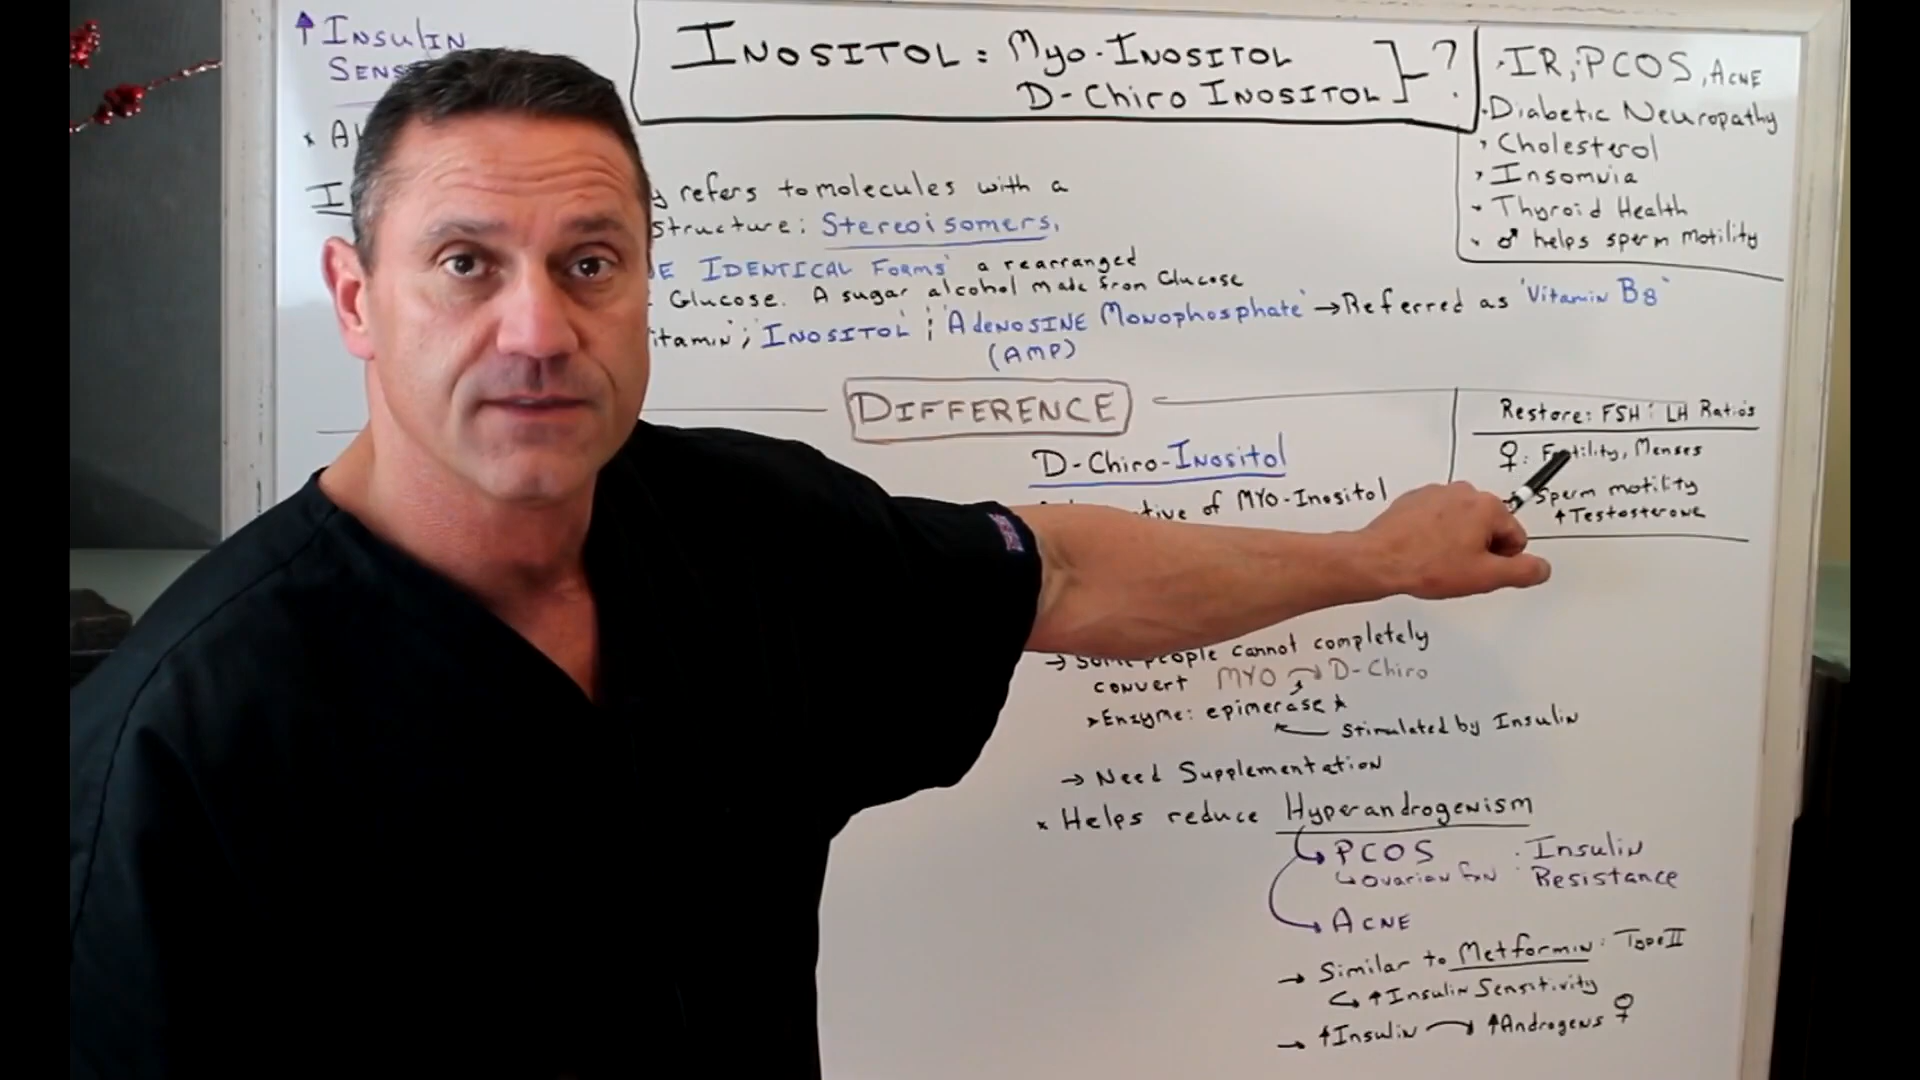 ↑ INSULIN
INOSITOL = Myo-INOSITOL
D-Chiro INOSITOL } ?
· IR, PCOS, ACNE
· Diabetic Neuropathy
· Cholesterol
· Insomnia
· Thyroid Health
· ♂ helps sperm motility
refers to molecules with a
structure: Stereoisomers.
IDENTICAL FORMS' a rearranged
Glucose. A sugar alcohol made from Glucose
'INOSITOL' ; 'AdENOSINE Monophosphate' → Referred as 'Vitamin B8'
(AMP)
DIFFERENCE
Restore: FSH : LH Ratios
♀: Fertility, Menses
Sperm motility
↑ Testosterone
D-Chiro-Inositol
of MYO-Inositol
→ Some people cannot completely
convert MYO → D-Chiro
> Enzyme: epimerase *
← Stimulated by Insulin
→ Need Supplementation
× Helps reduce Hyperandrogenism
↳ PCOS : Insulin
↳ Ovarian fxn : Resistance
↳ ACNE
→ Similar to Metformin: Type II
↳ ↑ Insulin Sensitivity
→ ↑ Insulin → ↑ Androgens ♀